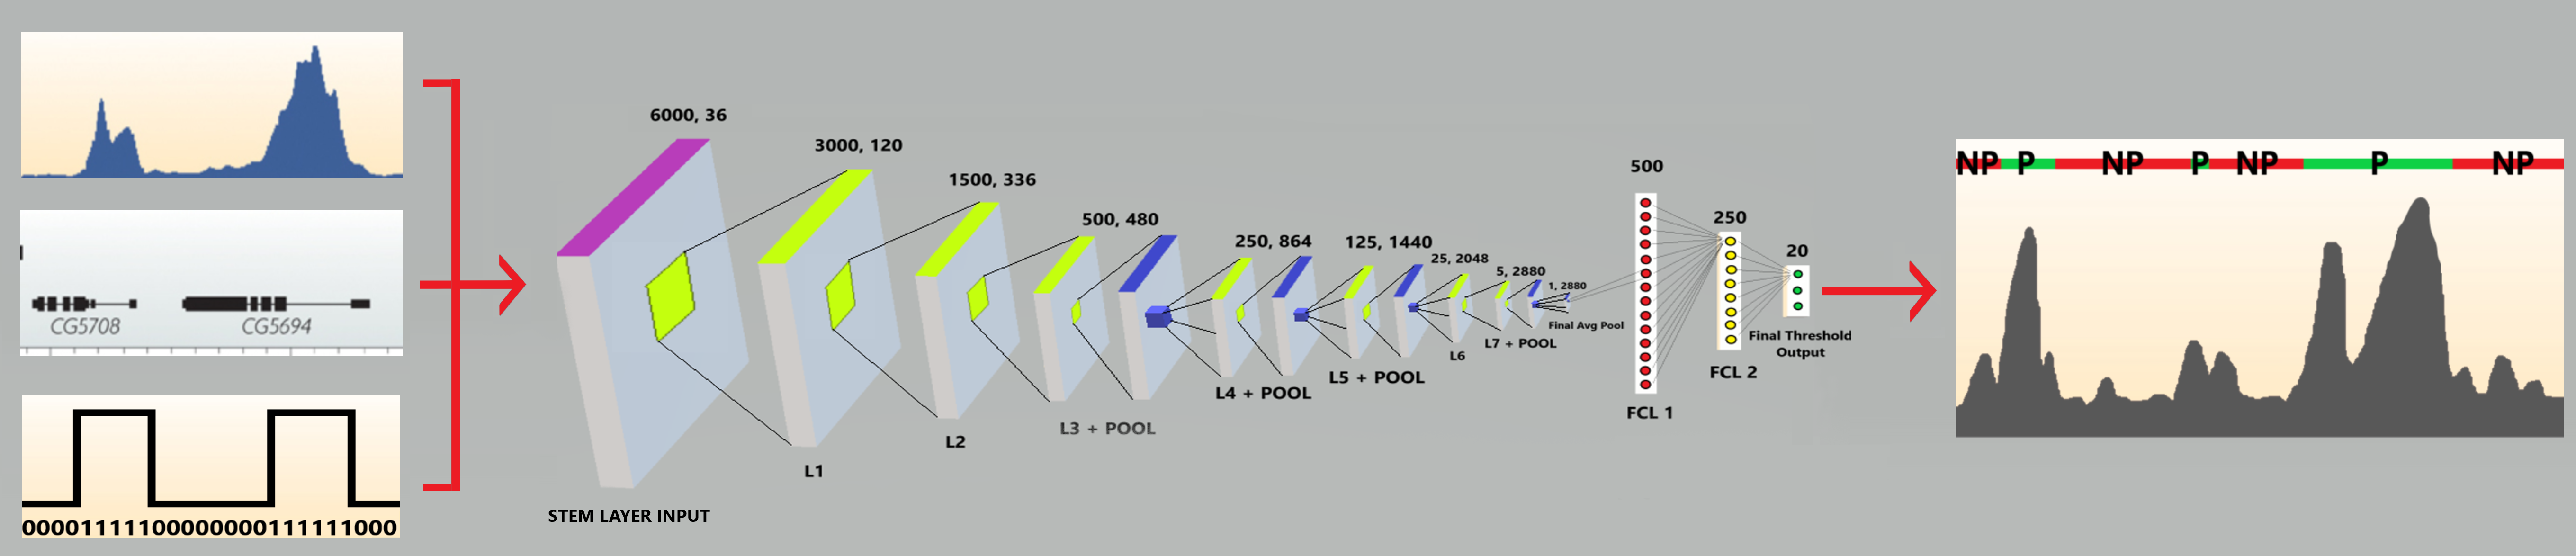 CG5708
CG5694
0000111110000000011111000
6000, 36
3000, 120
1500, 336
500, 480
250, 864
125, 1440
25, 2048
5, 2880
1, 2880
Final Avg Pool
L7 + POOL
L6
L5 + POOL
L4 + POOL
L3 + POOL
L2
L1
STEM LAYER INPUT
500
FCL 1
250
FCL 2
20
Final Threshold
Output
NP P NP P NP P NP